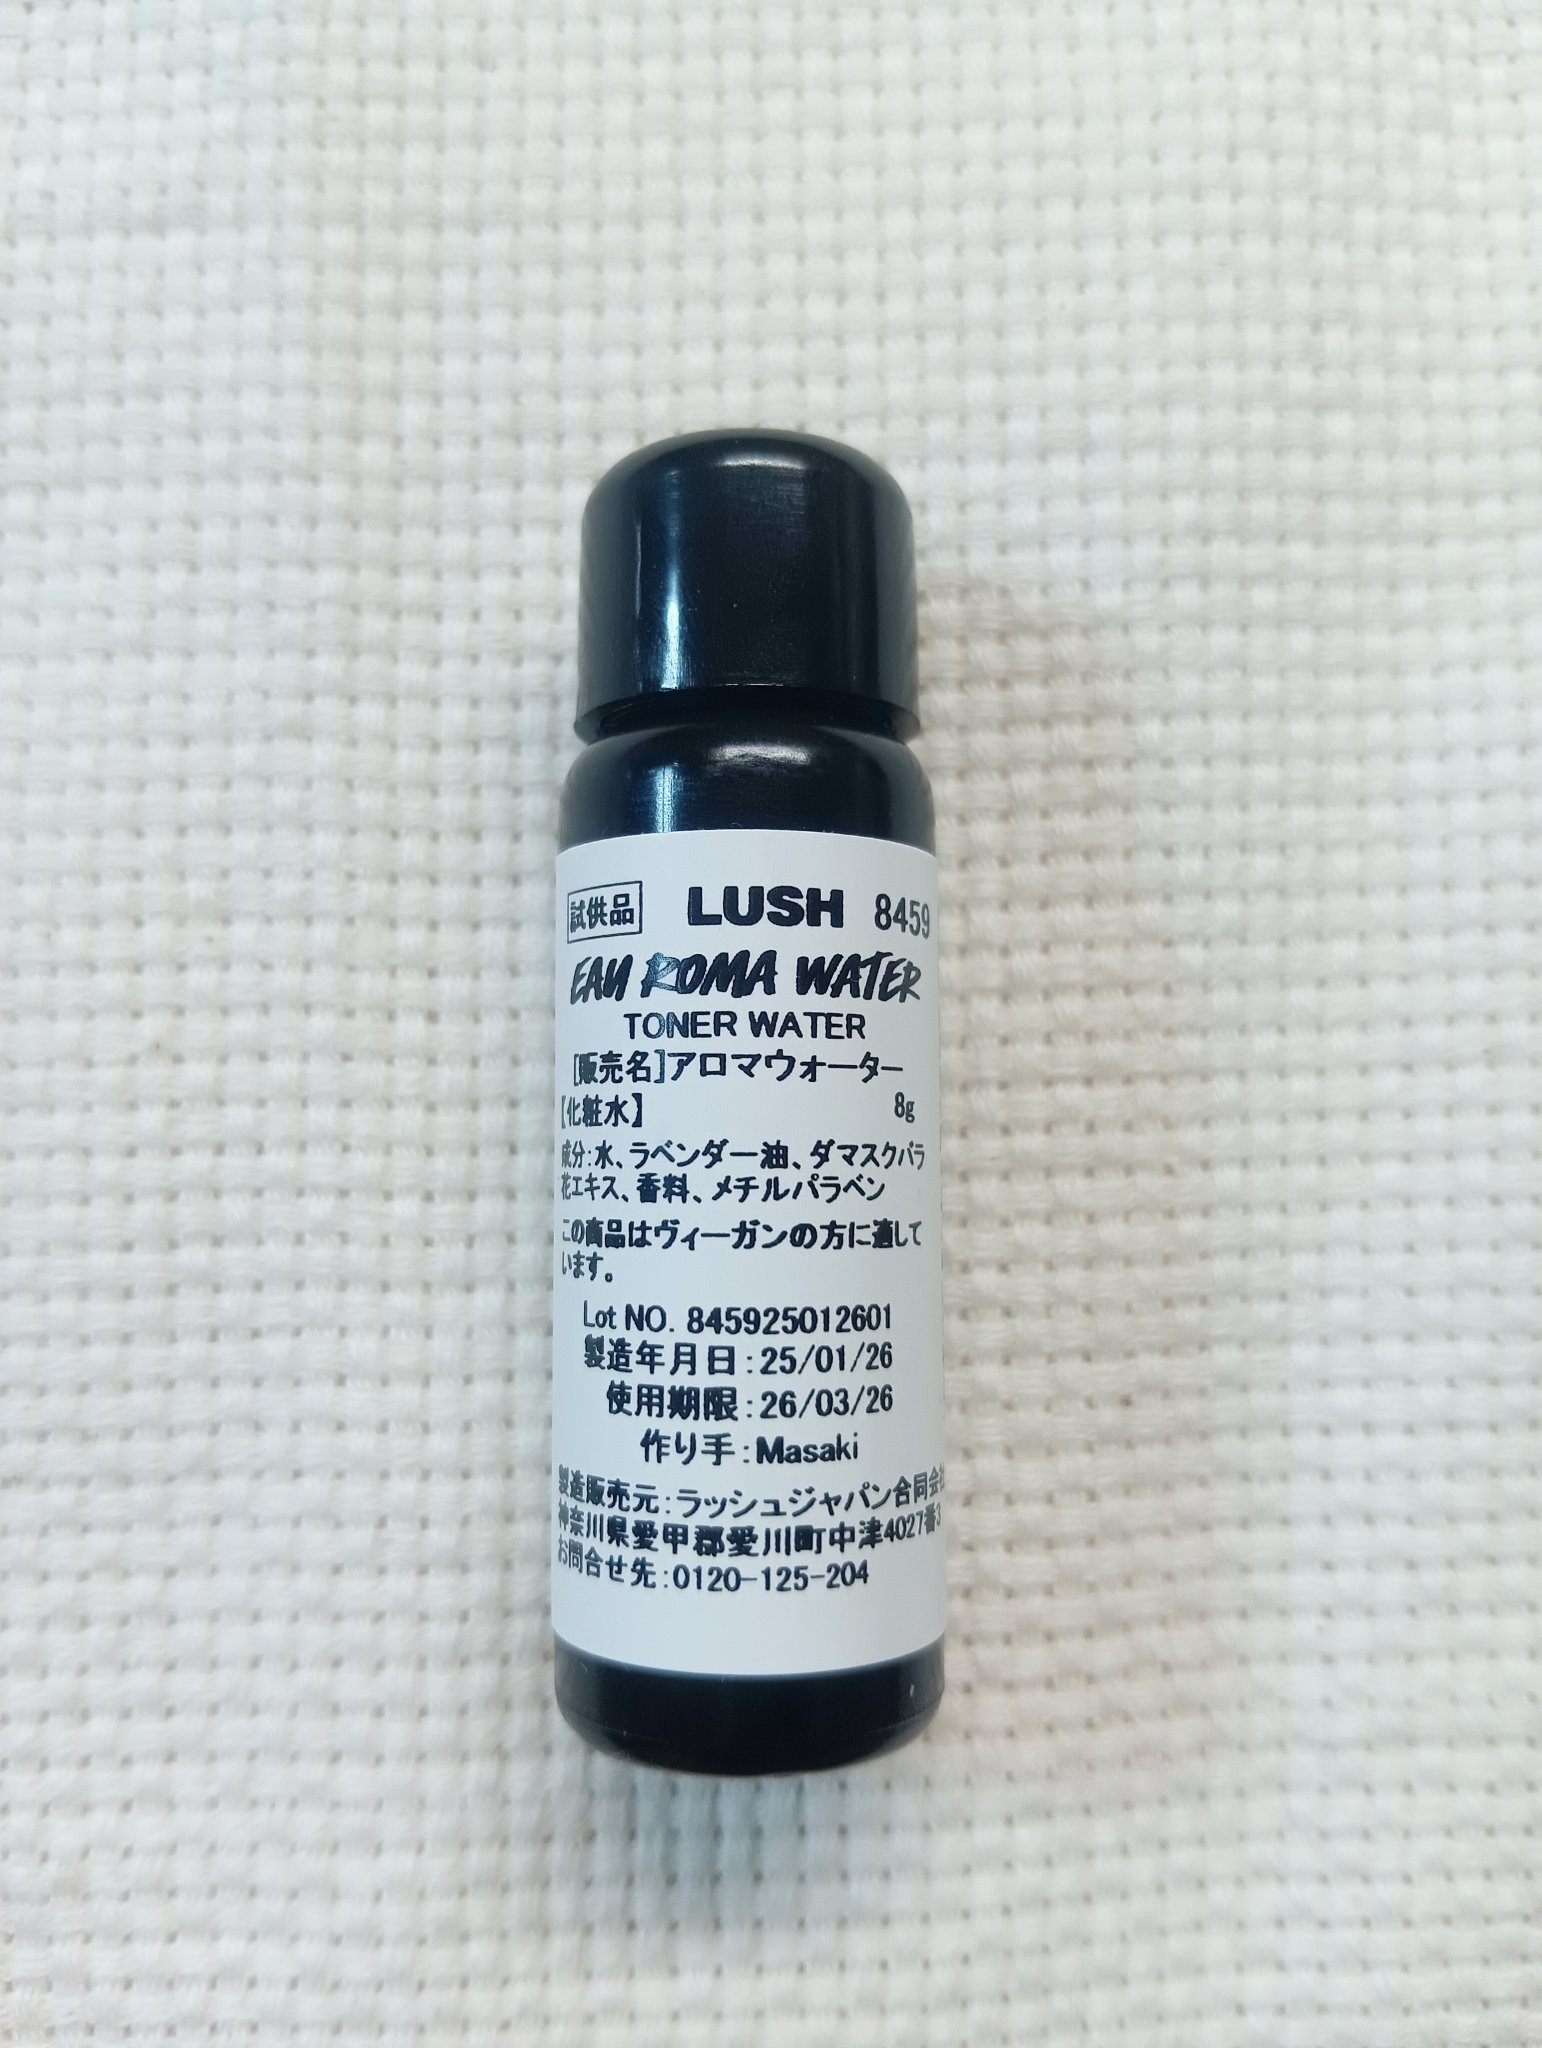 試供品 LUSH 8459
EAU ROMA WATER
TONER WATER
[販売名]アロマウォーター
【化粧水】 8g
成分:水、ラベンダー油、ダマスクバラ
花エキス、香料、メチルパラベン
この商品はヴィーガンの方に適して
います。
Lot NO. 845925012601
製造年月日:25/01/26
使用期限:26/03/26
作り手:Masaki
製造販売元:ラッシュジャパン合同会社
神奈川県愛甲郡愛川町中津4027番3
お問合せ先:0120-125-204